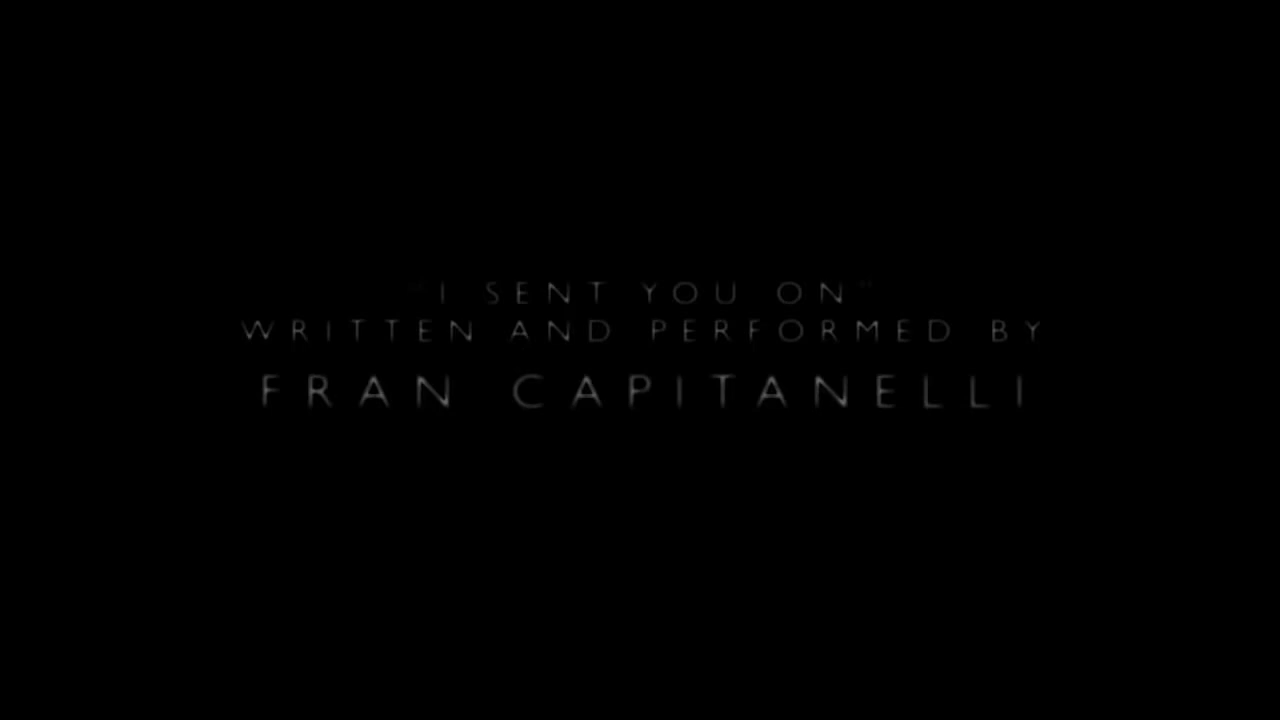 "I SENT YOU ON"
WRITTEN AND PERFORMED BY
FRAN CAPITANELLI